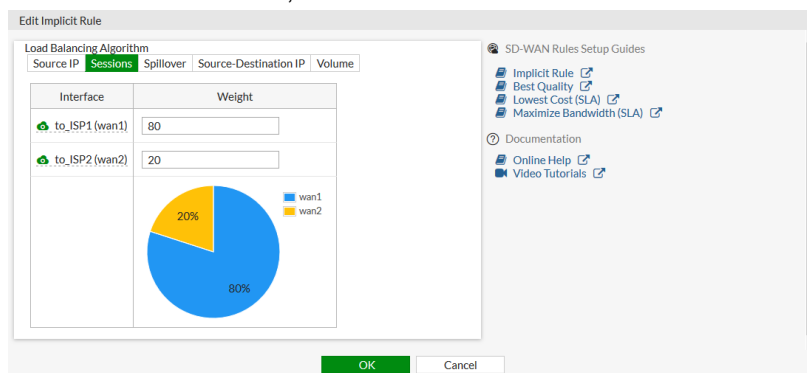 Edit Implicit Rule
Load Balancing Algorithm
Source IP Sessions Spillover Source-Destination IP Volume
Interface Weight
to_ISP1 (wan1) 80
to_ISP2 (wan2) 20
wan1
wan2
20%
80%
SD-WAN Rules Setup Guides
Implicit Rule
Best Quality
Lowest Cost (SLA)
Maximize Bandwidth (SLA)
Documentation
Online Help
Video Tutorials
OK Cancel